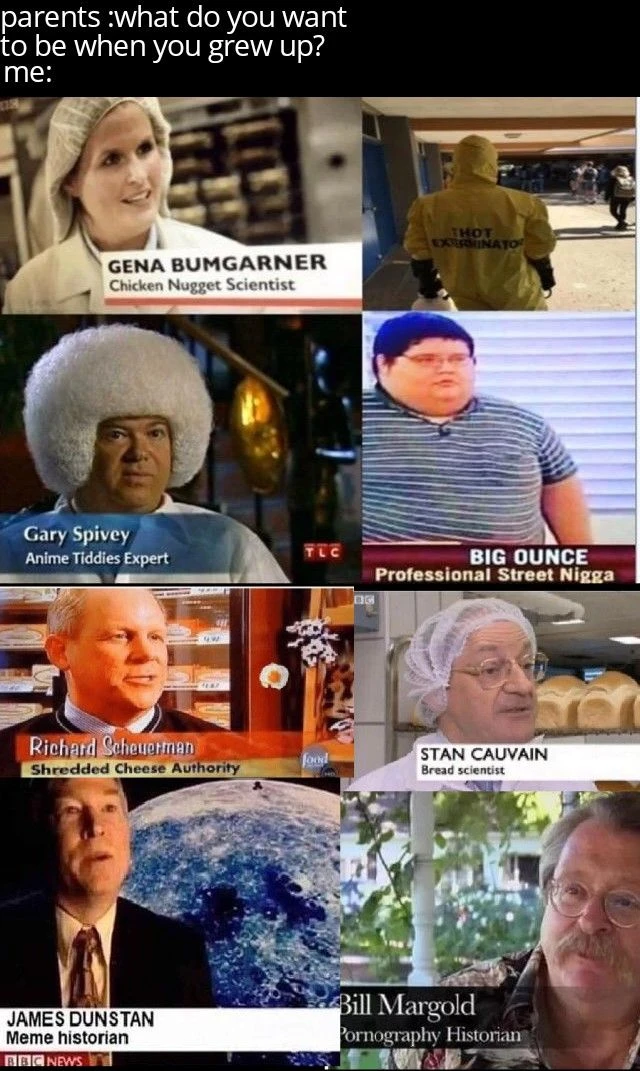 parents :what do you want
to be when you grew up?
me:
GENA BUMGARNER
Chicken Nugget Scientist
THOT
EXTERMINATOR
Gary Spivey
Anime Tiddies Expert
TLC
BIG OUNCE
Professional Street Nigga
Richard Scheuerman
Shredded Cheese Authority
food
STAN CAUVAIN
Bread scientist
JAMES DUNSTAN
Meme historian
BBC NEWS
Bill Margold
Pornography Historian